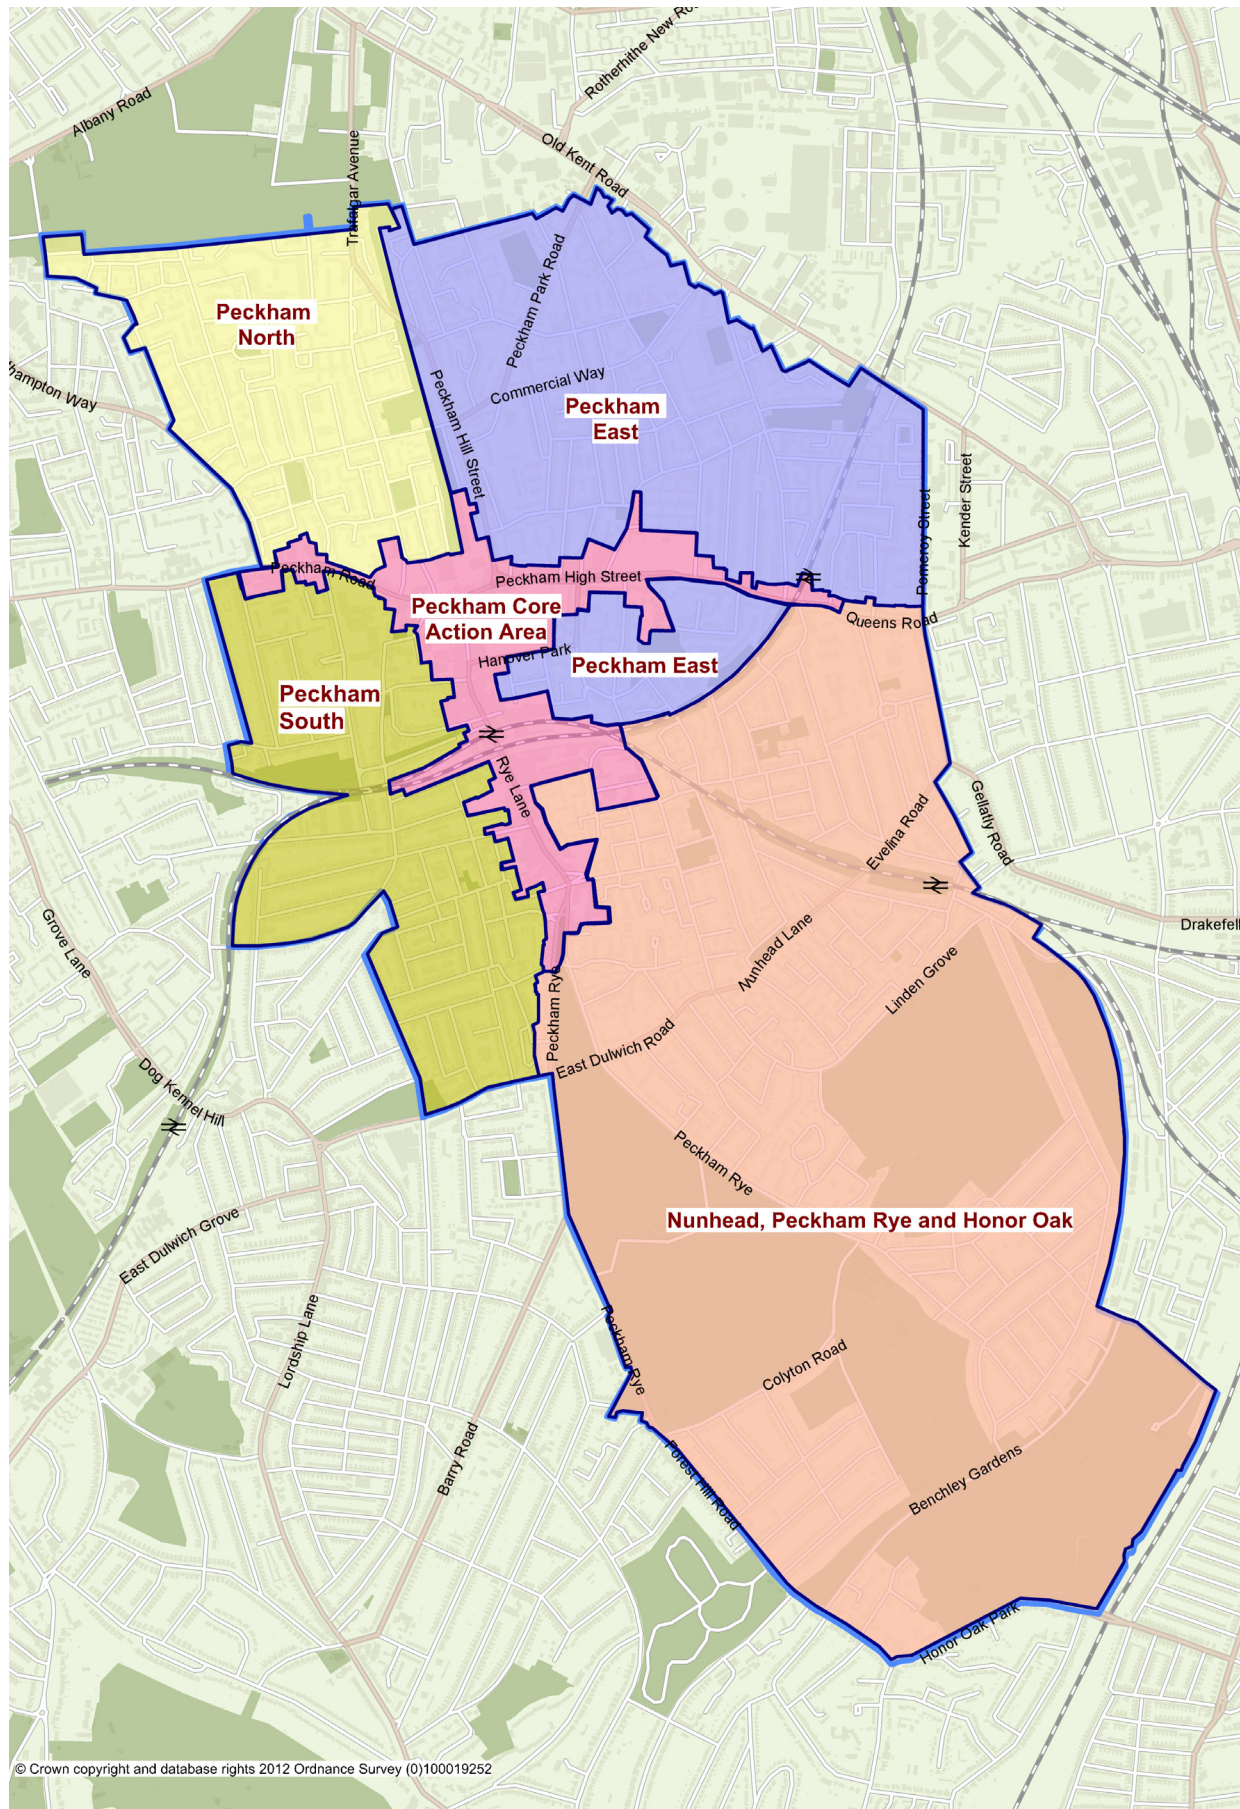 Rotherhithe New Ro
Albany Road
Old Kent Road
Trafalgar Avenue
Peckham Park Road
Peckham
North
hampton Way
Peckham Hill Street
Commercial Way
Peckham
East
Kender Street
Pomeroy Street
Peckham Road
Peckham High Street
Peckham Core
Action Area
Queens Road
Hanover Park
Peckham East
Peckham
South
Rye Lane
Gellatly Road
Evelina Road
Grove Lane
Nunhead Lane
Drakefell
Linden Grove
Peckham Rye
East Dulwich Road
Dog Kennel Hill
Peckham Rye
Nunhead, Peckham Rye and Honor Oak
East Dulwich Grove
Lordship Lane
Peckham Rye
Colyton Road
Barry Road
Forest Hill Road
Benchley Gardens
Honor Oak Park
© Crown copyright and database rights 2012 Ordnance Survey (0)100019252